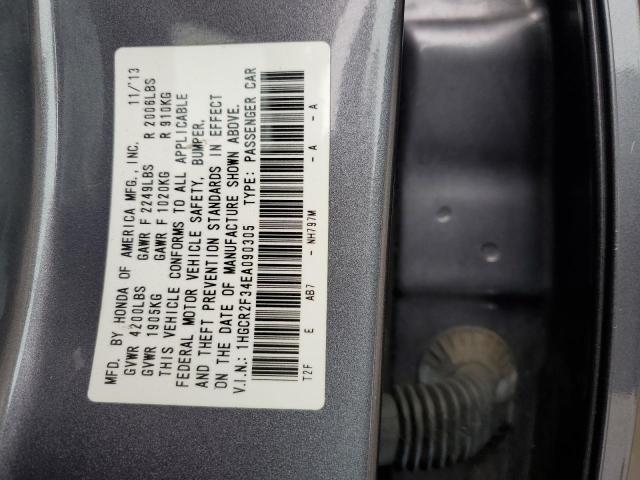 MFD. BY HONDA OF AMERICA MFG., INC. 11/13
GVWR 4200LBS GAWR F 2249LBS R 2006LBS
GVWR 1905KG GAWR F 1020KG R 910KG
THIS VEHICLE CONFORMS TO ALL APPLICABLE
FEDERAL MOTOR VEHICLE SAFETY, BUMPER,
AND THEFT PREVENTION STANDARDS IN EFFECT
ON THE DATE OF MANUFACTURE SHOWN ABOVE.
V.I.N.: 1HGCR2F34EA090305 TYPE: PASSENGER CAR
T2F E AB7 - NH797M - A - A